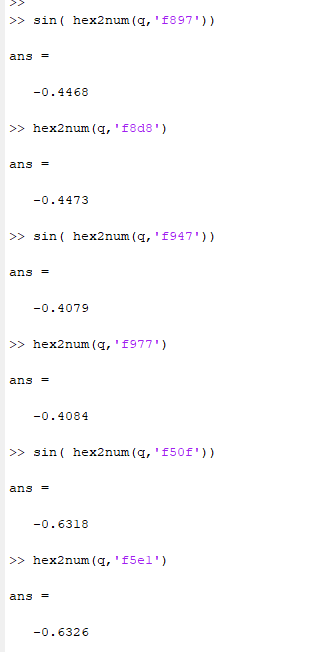 >>
>> sin( hex2num(q,'f897'))
ans =
-0.4468
>> hex2num(q,'f8d8')
ans =
-0.4473
>> sin( hex2num(q,'f947'))
ans =
-0.4079
>> hex2num(q,'f977')
ans =
-0.4084
>> sin( hex2num(q,'f50f'))
ans =
-0.6318
>> hex2num(q,'f5e1')
ans =
-0.6326